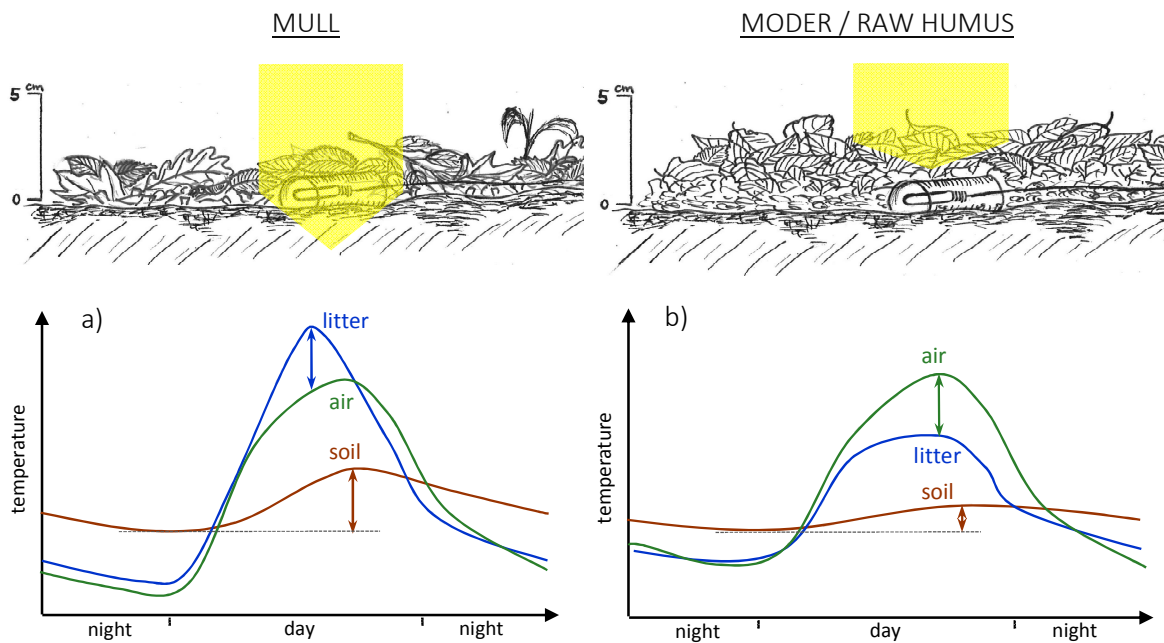 MULL
MODER / RAW HUMUS
5 cm
0
5 cm
0
a)
litter
air
soil
temperature
night day night
b)
air
litter
soil
temperature
night day night